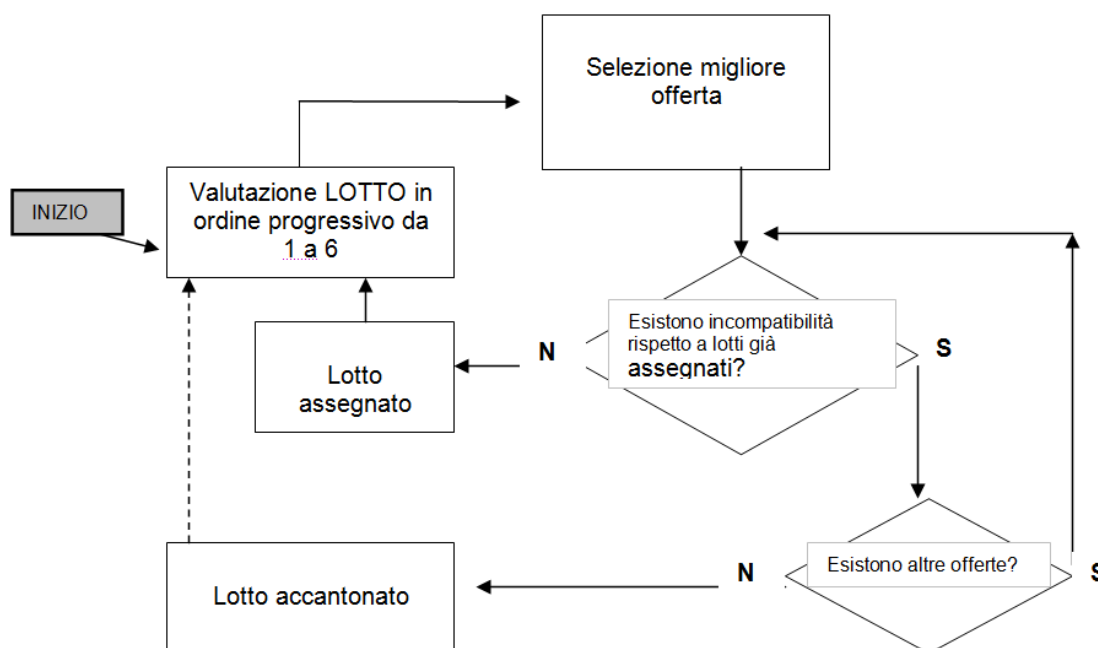 Selezione migliore
offerta
INIZIO
Valutazione LOTTO in
ordine progressivo da
1 a 6
Esistono incompatibilità
rispetto a lotti già
assegnati?
N
S
Lotto
assegnato
Esistono altre offerte?
N
S
Lotto accantonato